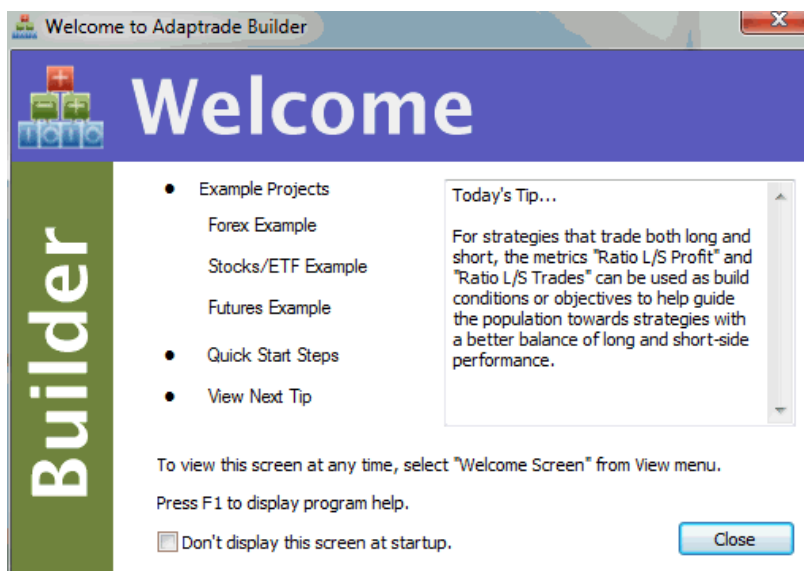 Welcome to Adaptrade Builder
Welcome
Builder
Example Projects
Forex Example
Stocks/ETF Example
Futures Example
Quick Start Steps
View Next Tip
Today's Tip...
For strategies that trade both long and
short, the metrics "Ratio L/S Profit" and
"Ratio L/S Trades" can be used as build
conditions or objectives to help guide
the population towards strategies with
a better balance of long and short-side
performance.
To view this screen at any time, select "Welcome Screen" from View menu.
Press F1 to display program help.
Don't display this screen at startup.
Close